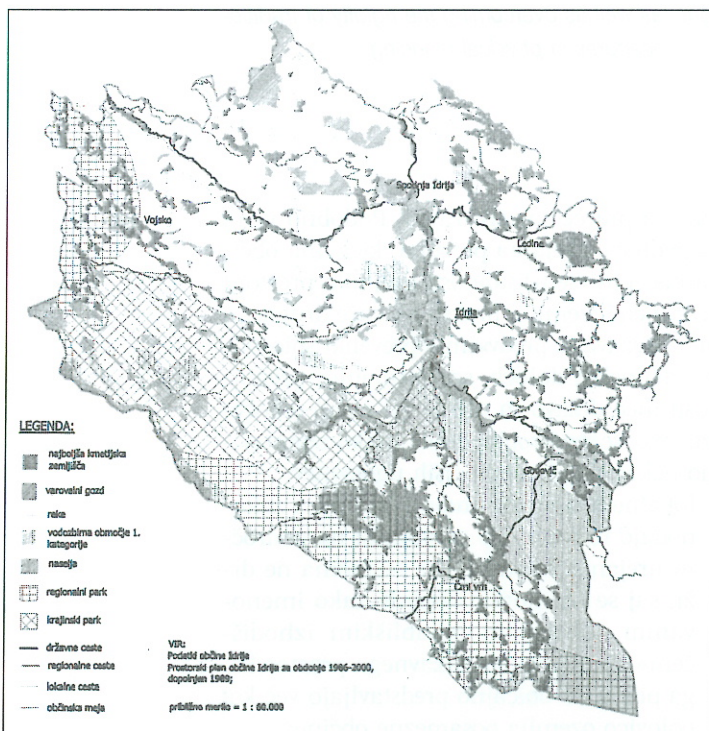 Spodnja Idrija
Vojsko
Ledine
Idrija
Godovič
Črni vrh
LEGENDA:
najboljša kmetijska
zemljišča
varovalni gozd
reke
vodozbirna območje 1.
kategorije
naselja
regionalni park
krajinski park
državne ceste
regionalne ceste
lokalne ceste
občinska meja
VIR:
Podatki občine Idrija
Prostorski plan občine Idrija za obdobje 1986-2000,
dopolnjen 1989;
približno merilo = 1 : 60.000